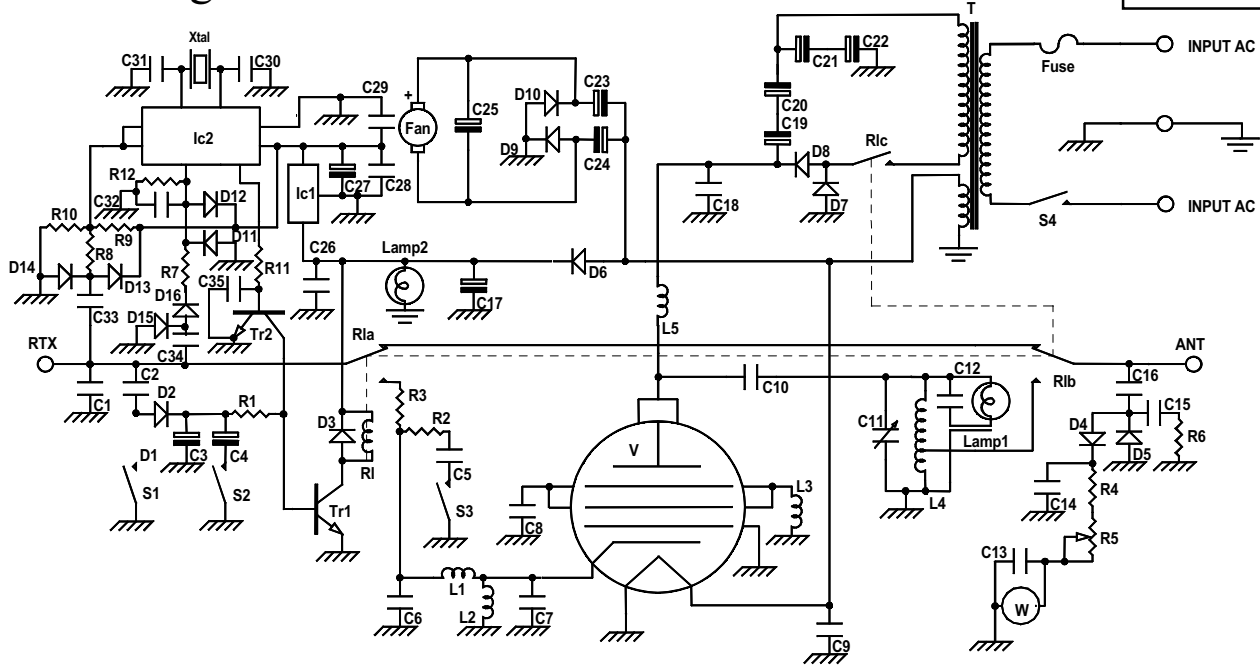 T
Xtal
C31
C30
C29
C23
C21
C22
Fuse
INPUT AC
+
Fan
C25
D10
C20
C19
Ic2
D9
C24
RIc
D8
R12
Ic1
C27
C28
C18
D7
S4
INPUT AC
C32
D12
R10
R9
D11
R8
R7
R11
C26
Lamp2
D6
D14
D13
C35
D16
C17
C33
D15
Tr2
L5
RTX
C34
RIa
ANT
C2
C10
C12
RIb
C16
C1
D2
R1
R3
R2
C11
Lamp1
D4
C15
R6
D3
V
D5
D1
C3
C4
RI
C5
L3
L4
C14
R4
S1
S2
Tr1
S3
C8
R5
C13
L1
L2
C6
C7
W
C9